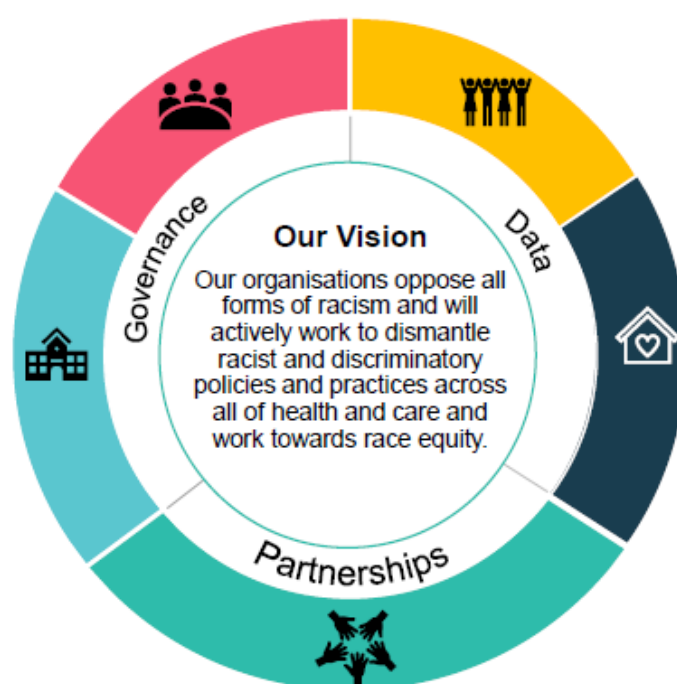 Governance
Data
Our Vision
Our organisations oppose all
forms of racism and will
actively work to dismantle
racist and discriminatory
policies and practices across
all of health and care and
work towards race equity.
Partnerships